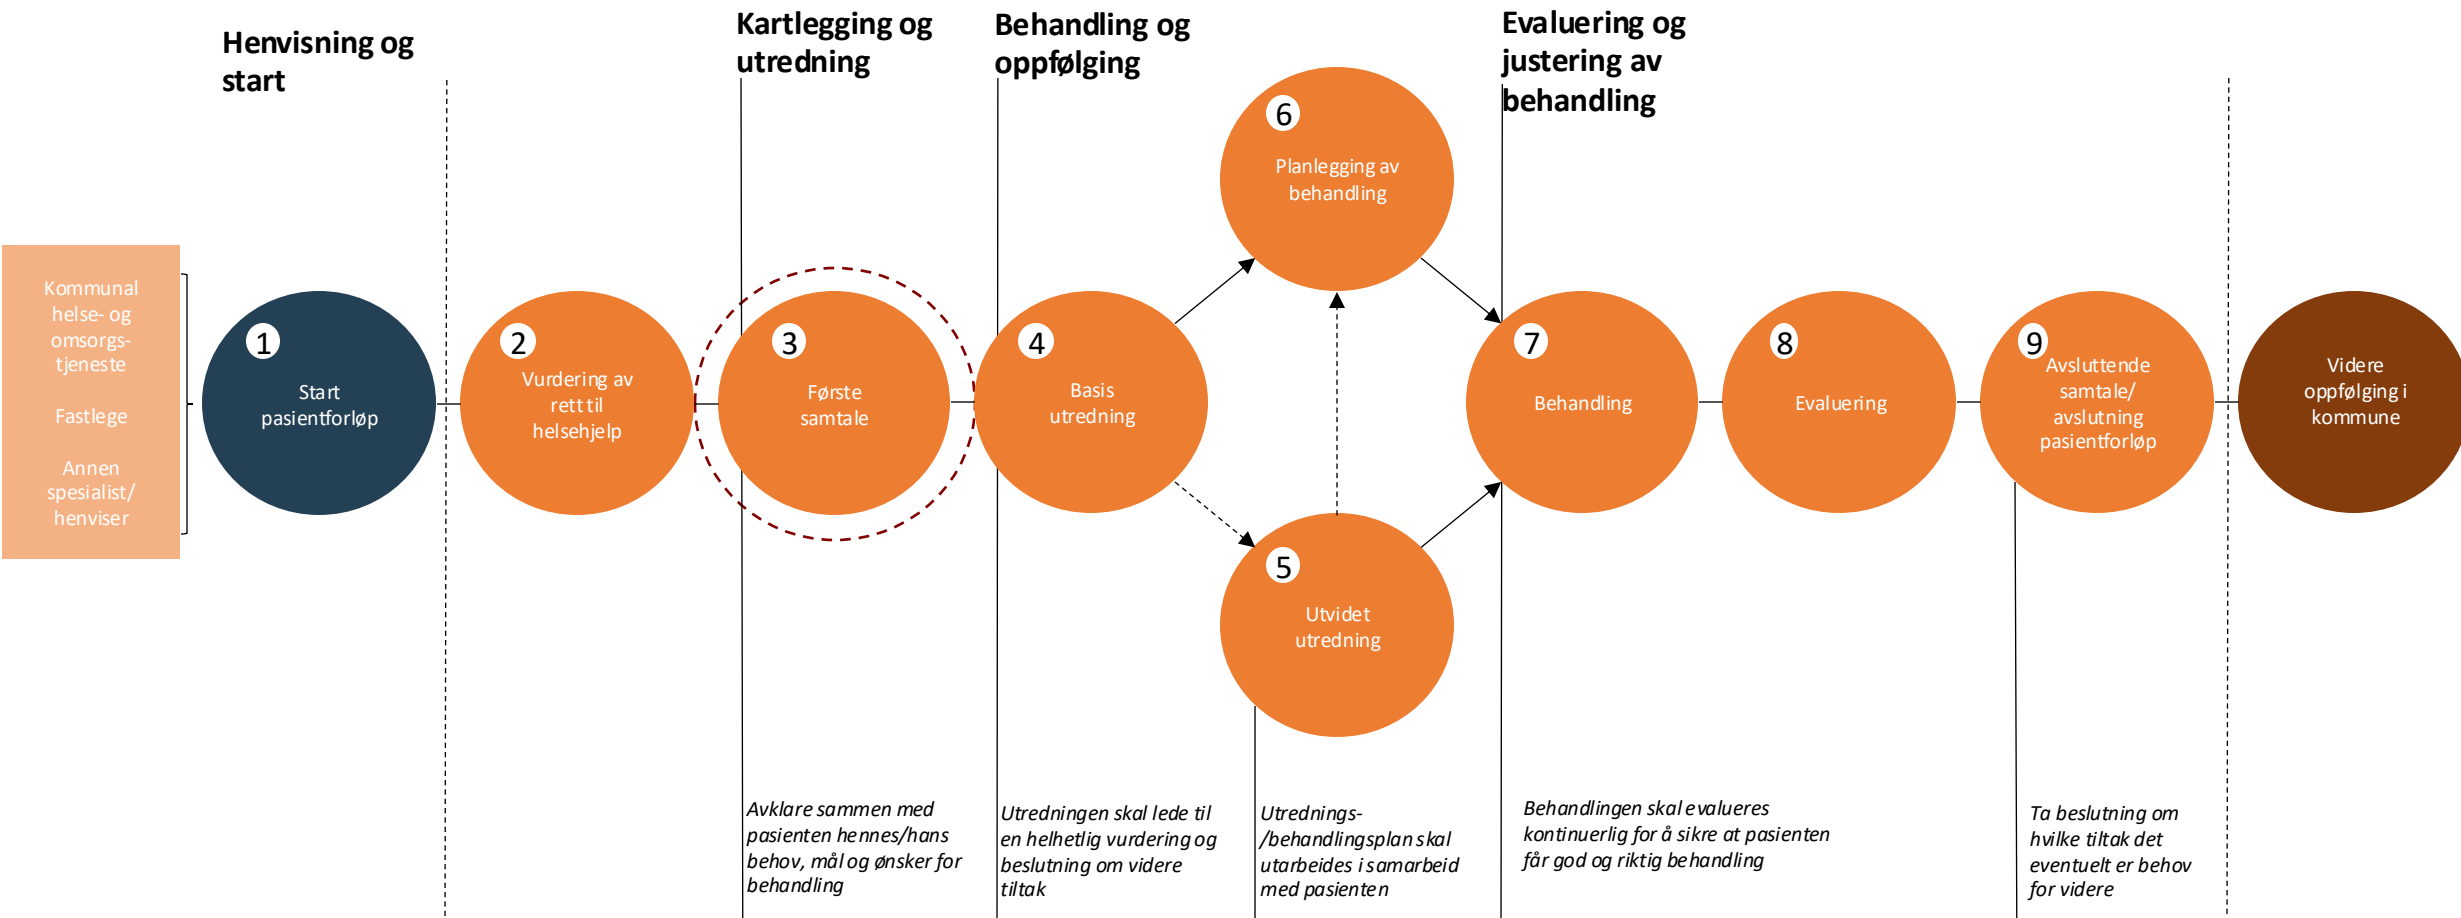 Henvisning og
start
Kartlegging og
utredning
Behandling og
oppfølging
Evaluering og
justering av
behandling
Kommunal
helse- og
omsorgs-
tjeneste
Fastlege
Annen
spesialist/
henviser
1
Start
pasientforløp
2
Vurdering av
rett til
helsehjelp
3
Første
samtale
4
Basis
utredning
6
Planlegging av
behandling
5
Utvidet
utredning
7
Behandling
8
Evaluering
9
Avsluttende
samtale/
avslutning
pasientforløp
Videre
oppfølging i
kommune
Avklare sammen med
pasienten hennes/hans
behov, mål og ønsker for
behandling
Utredningen skal lede til
en helhetlig vurdering og
beslutning om videre
tiltak
Utrednings-
/behandlingsplan skal
utarbeides i samarbeid
med pasienten
Behandlingen skal evalueres
kontinuerlig for å sikre at pasienten
får god og riktig behandling
Ta beslutning om
hvilke tiltak det
eventuelt er behov
for videre